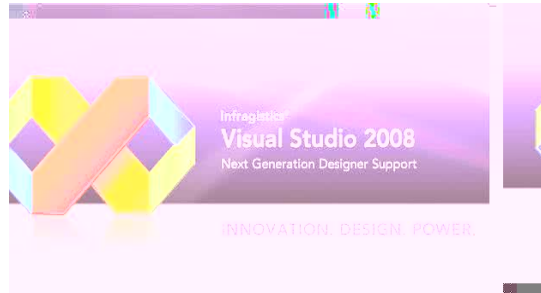 Infragistics
Visual Studio 2008
Next Generation Designer Support
INNOVATION. DESIGN. POWER.